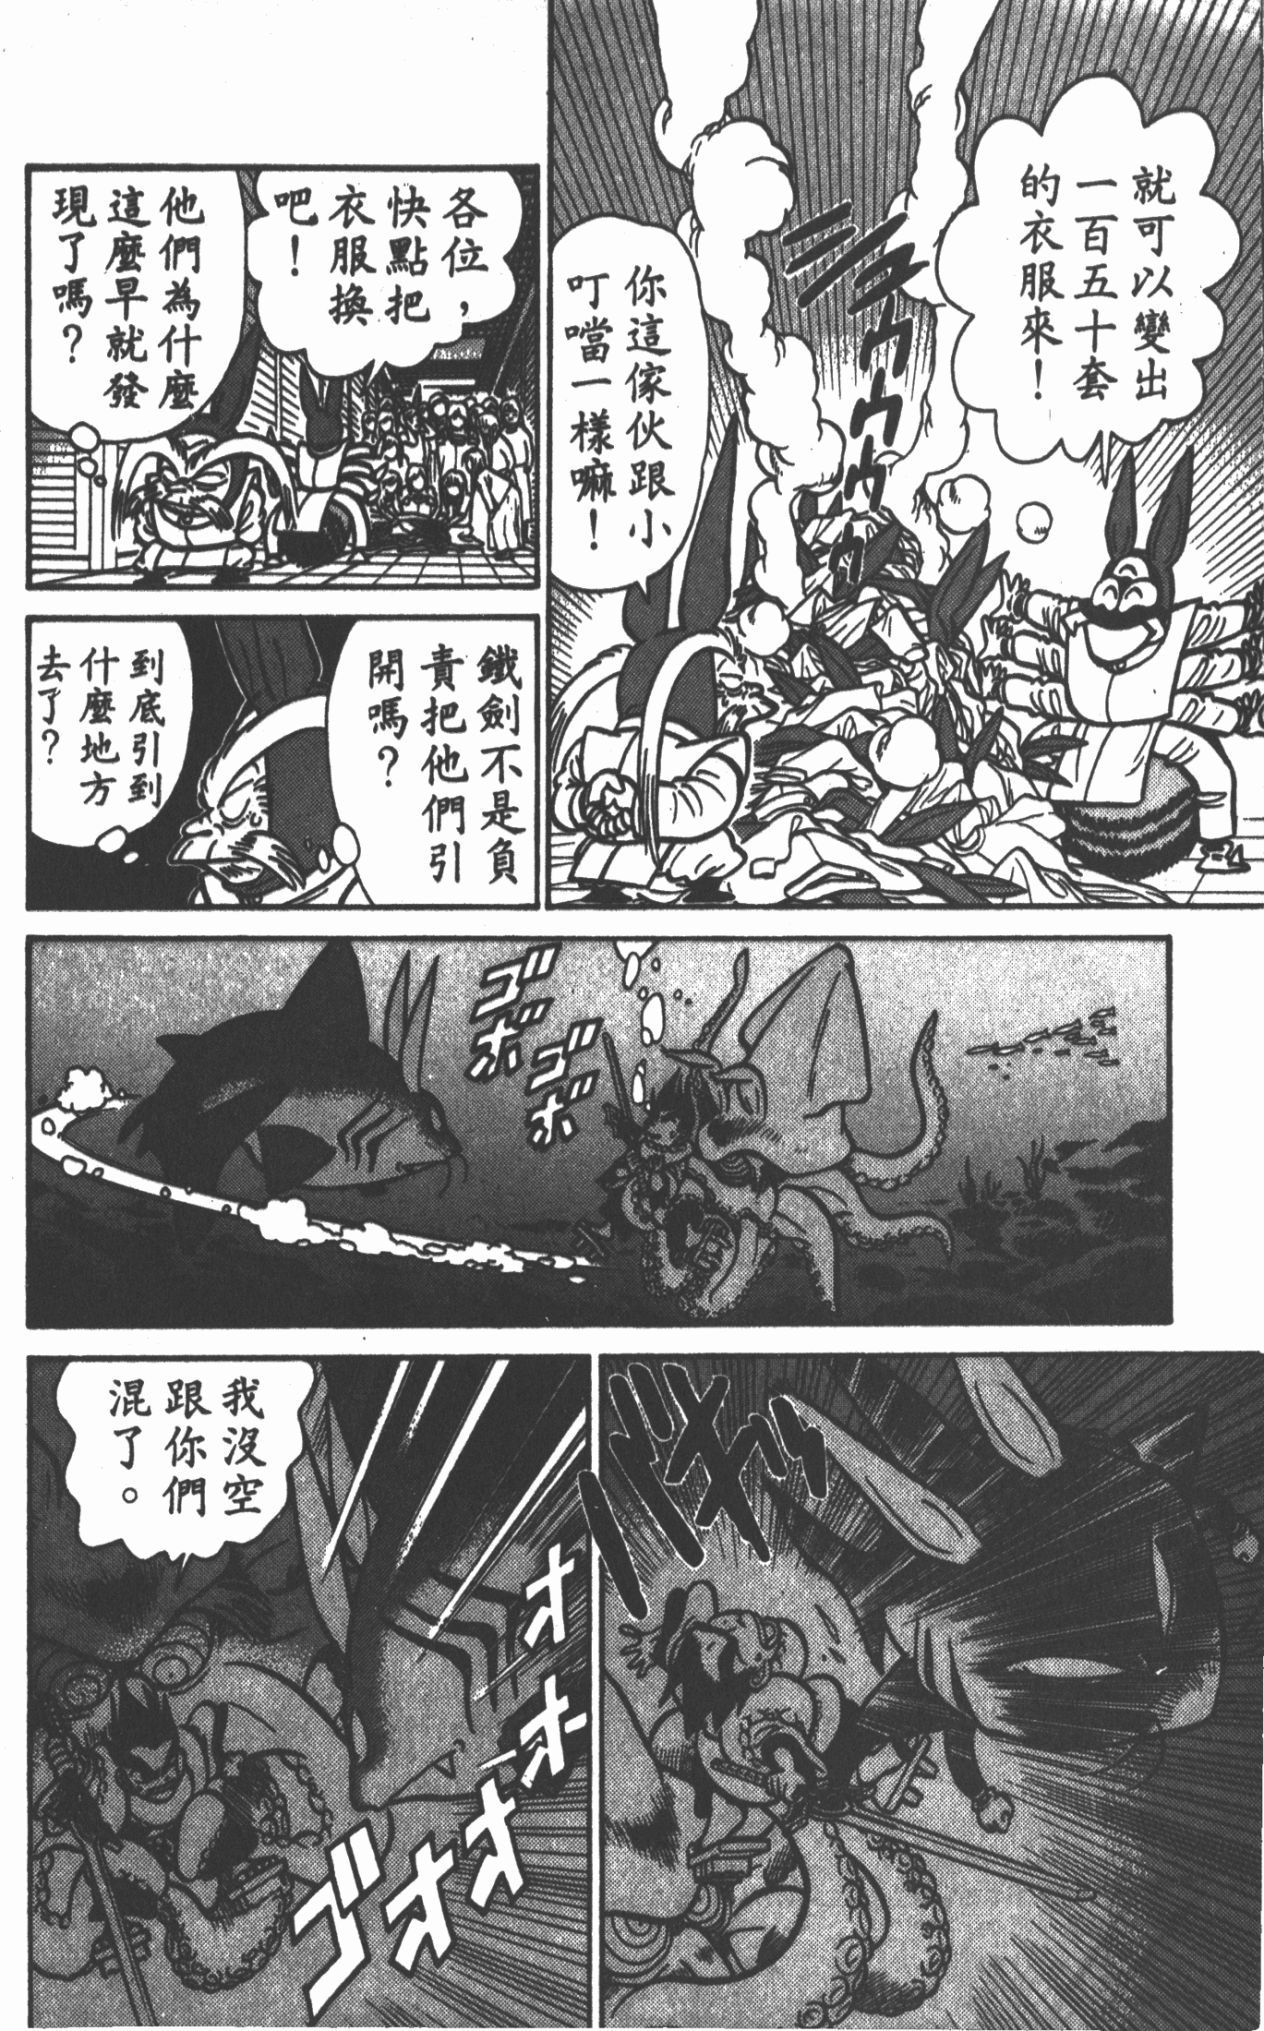 就可以變出
一百五十套
的衣服來！
你這傢伙跟小
叮噹一樣嘛！
各位，
快點把
衣服換
吧！
他們為什麼
這麼早就發
現了嗎？
鐵劍不是負
責把他們引
開嗎？
到底引到
什麼地方
去了？
ゴボ
ゴボ
我沒空
跟你們
混了。
ゴオオオオ